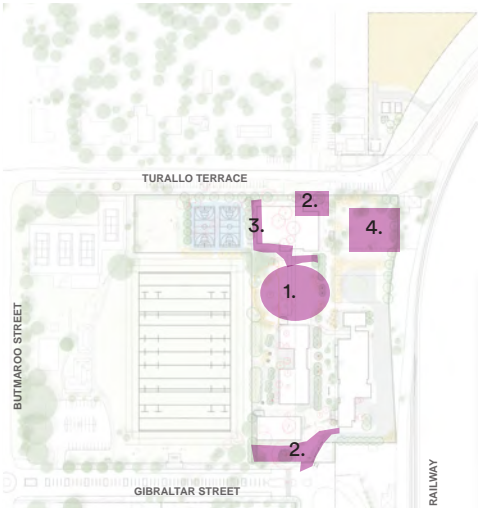 TURALLO TERRACE
2.
3.
4.
1.
BUTMAROO STREET
2.
GIBRALTAR STREET
RAILWAY